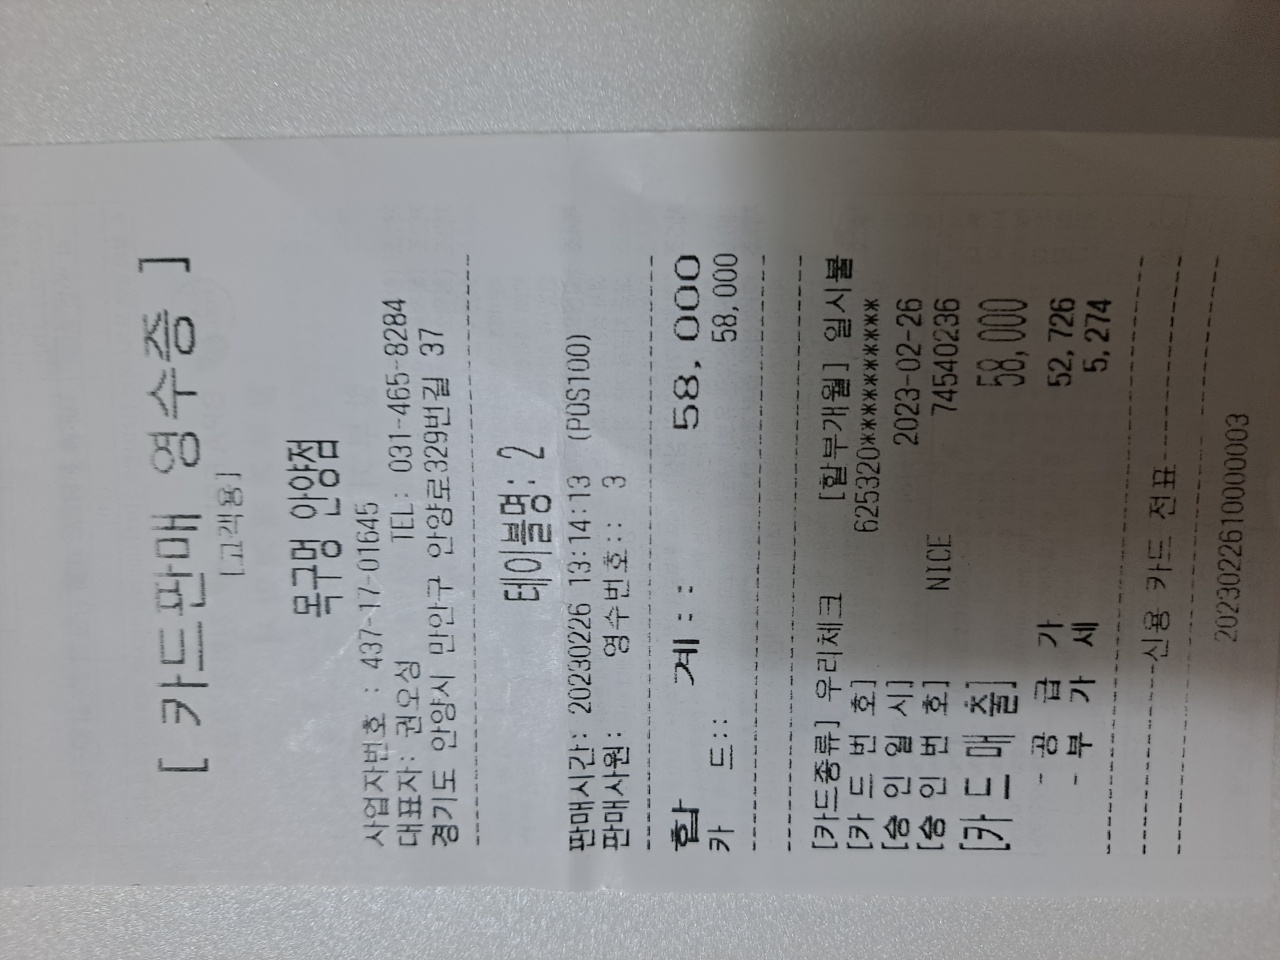 [ 카드판매 영수증 ]
[고객용]
목구멍 안양점
사업자번호 : 437-17-01645
대표자: 권오성 TEL: 031-465-8284
경기도 안양시 만안구 안양로329번길 37
테이블명: 2
판매시간: 20230226 13:14:13 (POS100)
판매사원: 영수번호:: 3
합 계:: 58,000
카 드:: 58,000
[카드종류] 우리체크 [할부개월] 일시불
[카 드 번 호] 625320**********
[승 인 일 시] 2023-02-26
[승 인 번 호] NICE 74540236
[카 드 매 출] 58,000
- 공 급 가 52,726
- 부 가 세 5,274
신용 카드 전표
2023022610000003